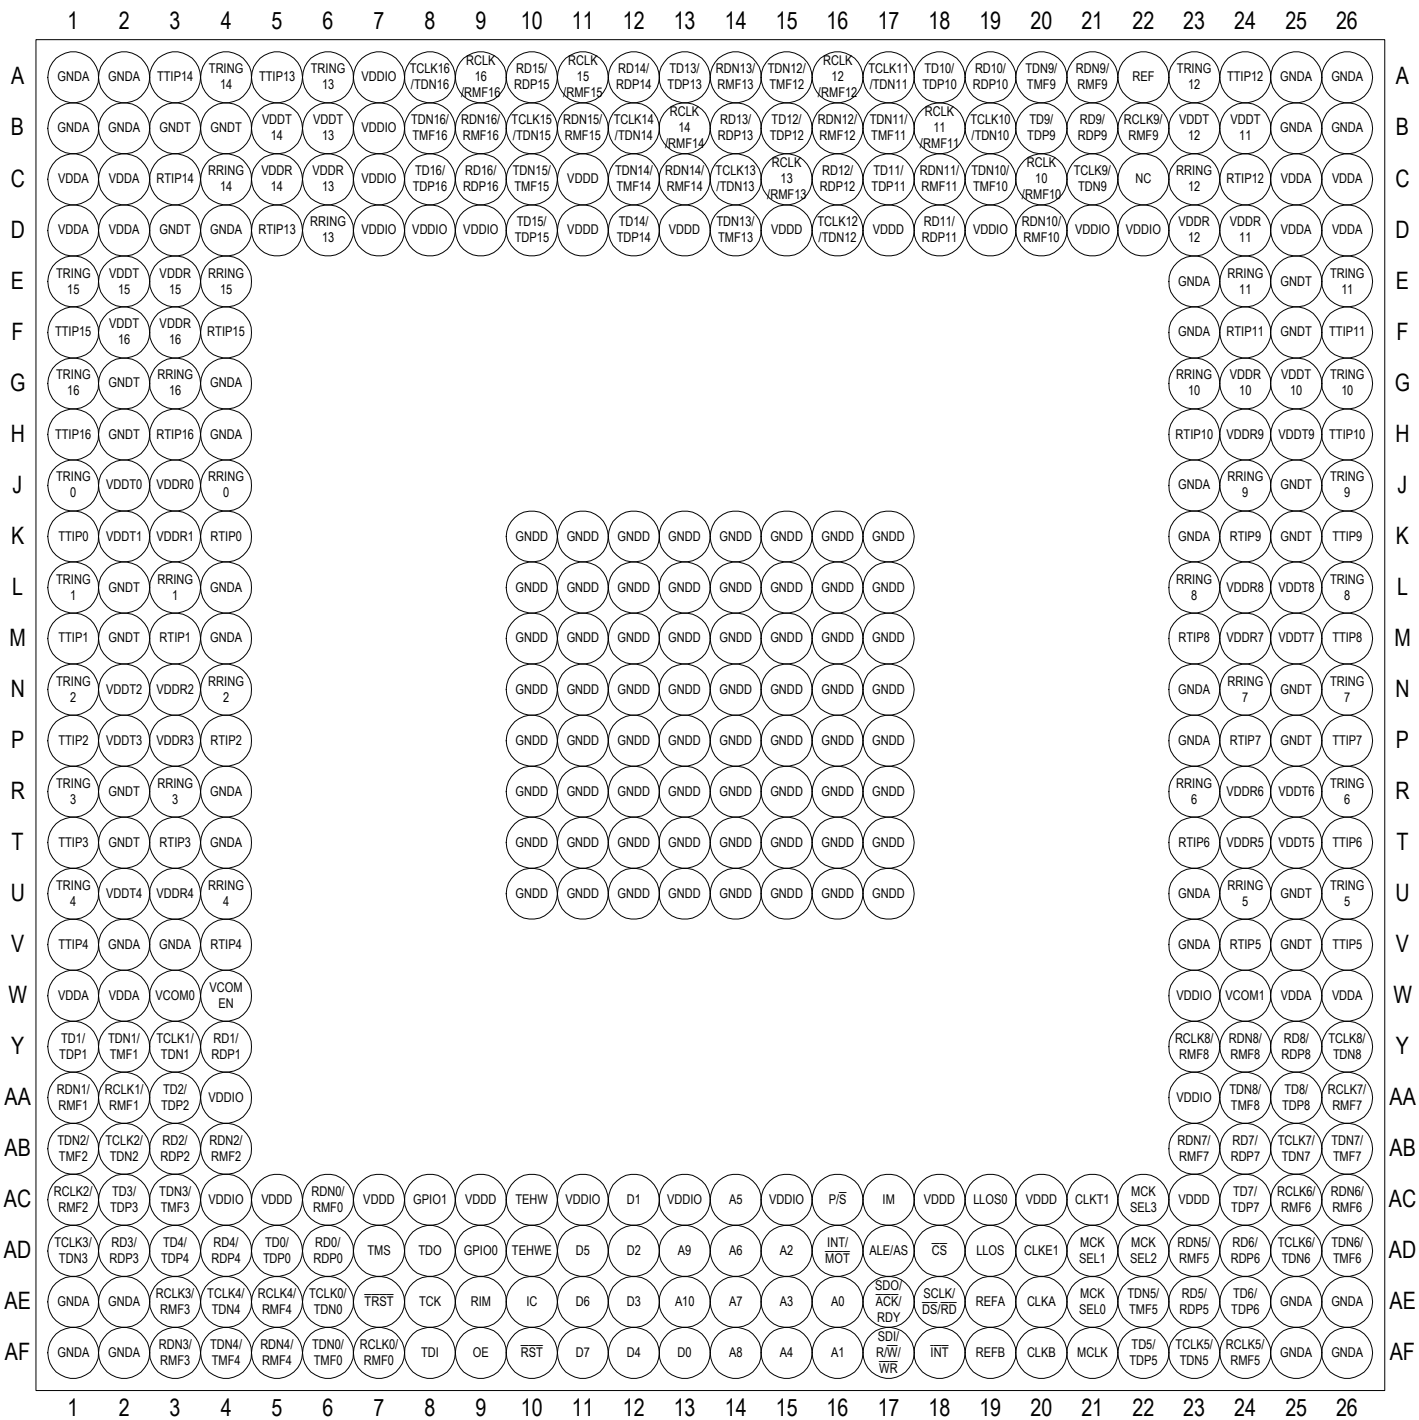 1 2 3 4 5 6 7 8 9 10 11 12 13 14 15 16 17 18 19 20 21 22 23 24 25 26
A GNDA GNDA TTIP14 TRING 14 TTIP13 TRING 13 VDDIO TCLK16 /TDN16 RCLK 16 /RMF16 RD15/ RDP15 RCLK 15 /RMF15 RD14/ RDP14 TD13/ TDP13 RDN13/ RMF13 TDN12/ TMF12 RCLK 12 /RMF12 TCLK11 /TDN11 TD10/ TDP10 RD10/ RDP10 TDN9/ TMF9 RDN9/ RMF9 REF TRING 12 TTIP12 GNDA GNDA A
B GNDA GNDA GNDT GNDT VDDT 14 VDDT 13 VDDIO TDN16/ TMF16 RDN16/ RMF16 TCLK15 /TDN15 RDN15/ RMF15 TCLK14 /TDN14 RCLK 14 /RMF14 RD13/ RDP13 TD12/ TDP12 RDN12/ RMF12 TDN11/ TMF11 RCLK 11 /RMF11 TCLK10 /TDN10 TD9/ TDP9 RD9/ RDP9 RCLK9/ RMF9 VDDT 12 VDDT 11 GNDA GNDA B
C VDDA VDDA RTIP14 RRING 14 VDDR 14 VDDR 13 VDDIO TD16/ TDP16 RD16/ RDP16 TDN15/ TMF15 VDDD TDN14/ TMF14 RDN14/ RMF14 TCLK13 /TDN13 RCLK 13 /RMF13 RD12/ RDP12 TD11/ TDP11 RDN11/ RMF11 TDN10/ TMF10 RCLK 10 /RMF10 TCLK9/ TDN9 NC RRING 12 RTIP12 VDDA VDDA C
D VDDA VDDA GNDT GNDA RTIP13 RRING 13 VDDIO VDDIO VDDIO TD15/ TDP15 VDDD TD14/ TDP14 VDDD TDN13/ TMF13 VDDD TCLK12 /TDN12 VDDD RD11/ RDP11 VDDIO RDN10/ RMF10 VDDIO VDDIO VDDR 12 VDDR 11 VDDA VDDA D
E TRING 15 VDDT 15 VDDR 15 RRING 15 GNDA RRING 11 GNDT TRING 11 E
F TTIP15 VDDT 16 VDDR 16 RTIP15 GNDA RTIP11 GNDT TTIP11 F
G TRING 16 GNDT RRING 16 GNDA RRING 10 VDDR 10 VDDT 10 TRING 10 G
H TTIP16 GNDT RTIP16 GNDA RTIP10 VDDR9 VDDT9 TTIP10 H
J TRING 0 VDDT0 VDDR0 RRING 0 GNDA RRING 9 GNDT TRING 9 J
K TTIP0 VDDT1 VDDR1 RTIP0 GNDD GNDD GNDD GNDD GNDD GNDD GNDD GNDD GNDA RTIP9 GNDT TTIP9 K
L TRING 1 GNDT RRING 1 GNDA GNDD GNDD GNDD GNDD GNDD GNDD GNDD GNDD RRING 8 VDDR8 VDDT8 TRING 8 L
M TTIP1 GNDT RTIP1 GNDA GNDD GNDD GNDD GNDD GNDD GNDD GNDD GNDD RTIP8 VDDR7 VDDT7 TTIP8 M
N TRING 2 VDDT2 VDDR2 RRING 2 GNDD GNDD GNDD GNDD GNDD GNDD GNDD GNDD GNDA RRING 7 GNDT TRING 7 N
P TTIP2 VDDT3 VDDR3 RTIP2 GNDD GNDD GNDD GNDD GNDD GNDD GNDD GNDD GNDA RTIP7 GNDT TTIP7 P
R TRING 3 GNDT RRING 3 GNDA GNDD GNDD GNDD GNDD GNDD GNDD GNDD GNDD RRING 6 VDDR6 VDDT6 TRING 6 R
T TTIP3 GNDT RTIP3 GNDA GNDD GNDD GNDD GNDD GNDD GNDD GNDD GNDD RTIP6 VDDR5 VDDT5 TTIP6 T
U TRING 4 VDDT4 VDDR4 RRING 4 GNDD GNDD GNDD GNDD GNDD GNDD GNDD GNDD GNDA RRING 5 GNDT TRING 5 U
V TTIP4 GNDA GNDA RTIP4 GNDA RTIP5 GNDT TTIP5 V
W VDDA VDDA VCOM0 VCOM EN VDDIO VCOM1 VDDA VDDA W
Y TD1/ TDP1 TDN1/ TMF1 TCLK1/ TDN1 RD1/ RDP1 RCLK8/ RMF8 RDN8/ RMF8 RD8/ RDP8 TCLK8/ TDN8 Y
AA RDN1/ RMF1 RCLK1/ RMF1 TD2/ TDP2 VDDIO VDDIO TDN8/ TMF8 TD8/ TDP8 RCLK7/ RMF7 AA
AB TDN2/ TMF2 TCLK2/ TDN2 RD2/ RDP2 RDN2/ RMF2 RDN7/ RMF7 RD7/ RDP7 TCLK7/ TDN7 TDN7/ TMF7 AB
AC RCLK2/ RMF2 TD3/ TDP3 TDN3/ TMF3 VDDIO VDDD RDN0/ RMF0 VDDD GPIO1 VDDD TEHW VDDIO D1 VDDIO A5 VDDIO P/S̅ IM VDDD LLOS0 VDDD CLKT1 MCK SEL3 VDDD TD7/ TDP7 RCLK6/ RMF6 RDN6/ RMF6 AC
AD TCLK3/ TDN3 RD3/ RDP3 TD4/ TDP4 RD4/ RDP4 TD0/ TDP0 RD0/ RDP0 TMS TDO GPIO0 TEHWE D5 D2 A9 A6 A2 INT/ M̅O̅T̅ ALE/AS C̅S̅ LLOS CLKE1 MCK SEL1 MCK SEL2 RDN5/ RMF5 RD6/ RDP6 TCLK6/ TDN6 TDN6/ TMF6 AD
AE GNDA GNDA RCLK3/ RMF3 TCLK4/ TDN4 RCLK4/ RMF4 TCLK0/ TDN0 T̅R̅S̅T̅ TCK RIM IC D6 D3 A10 A7 A3 A0 SDO/ A̅C̅K̅/ RDY SCLK/ D̅S̅/R̅D̅ REFA CLKA MCK SEL0 TDN5/ TMF5 RD5/ RDP5 TD6/ TDP6 GNDA GNDA AE
AF GNDA GNDA RDN3/ RMF3 TDN4/ TMF4 RDN4/ RMF4 TDN0/ TMF0 RCLK0/ RMF0 TDI OE R̅S̅T̅ D7 D4 D0 A8 A4 A1 SDI/ R/W̅/ W̅R̅ I̅N̅T̅ REFB CLKB MCLK TD5/ TDP5 TCLK5/ TDN5 RCLK5/ RMF5 GNDA GNDA AF
1 2 3 4 5 6 7 8 9 10 11 12 13 14 15 16 17 18 19 20 21 22 23 24 25 26